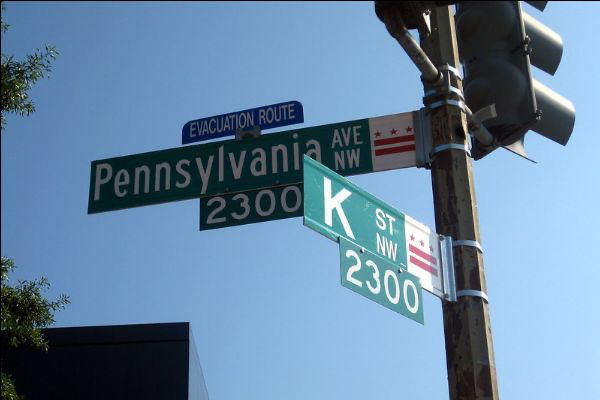 EVACUATION ROUTE
Pennsylvania AVE NW
2300
K ST NW
2300